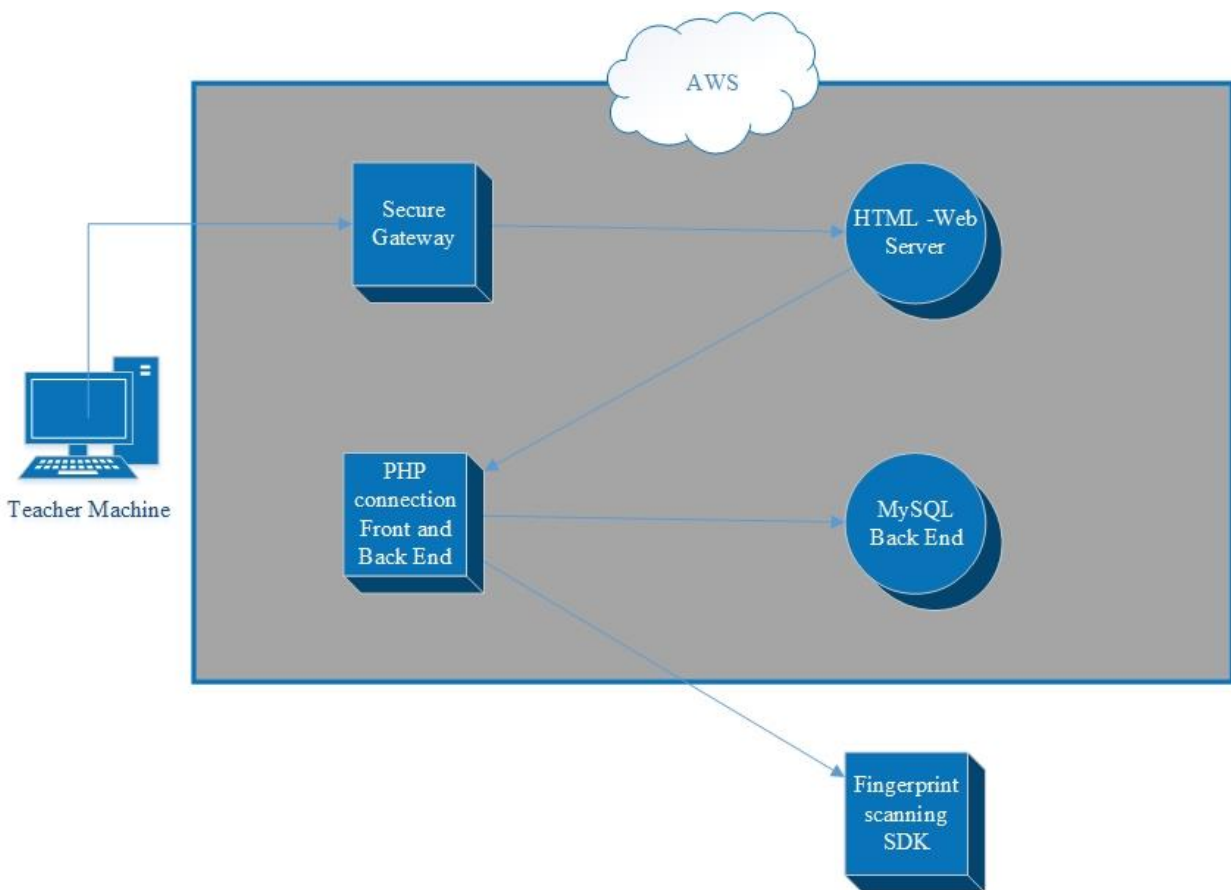 AWS
Secure
Gateway
HTML -Web
Server
Teacher Machine
PHP
connection
Front and
Back End
MySQL
Back End
Fingerprint
scanning
SDK